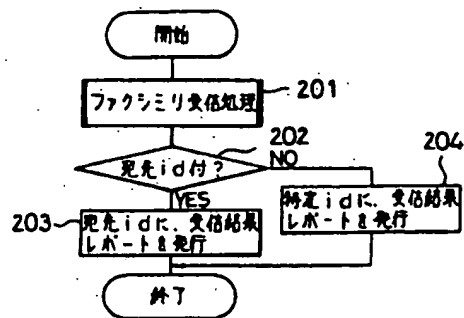 開始
ファクシミリ受信処理
201
宛先id付?
202
NO
YES
203
宛先idに、受信結果
レポートを発行
204
特定idに、受信結果
レポートを発行
終了